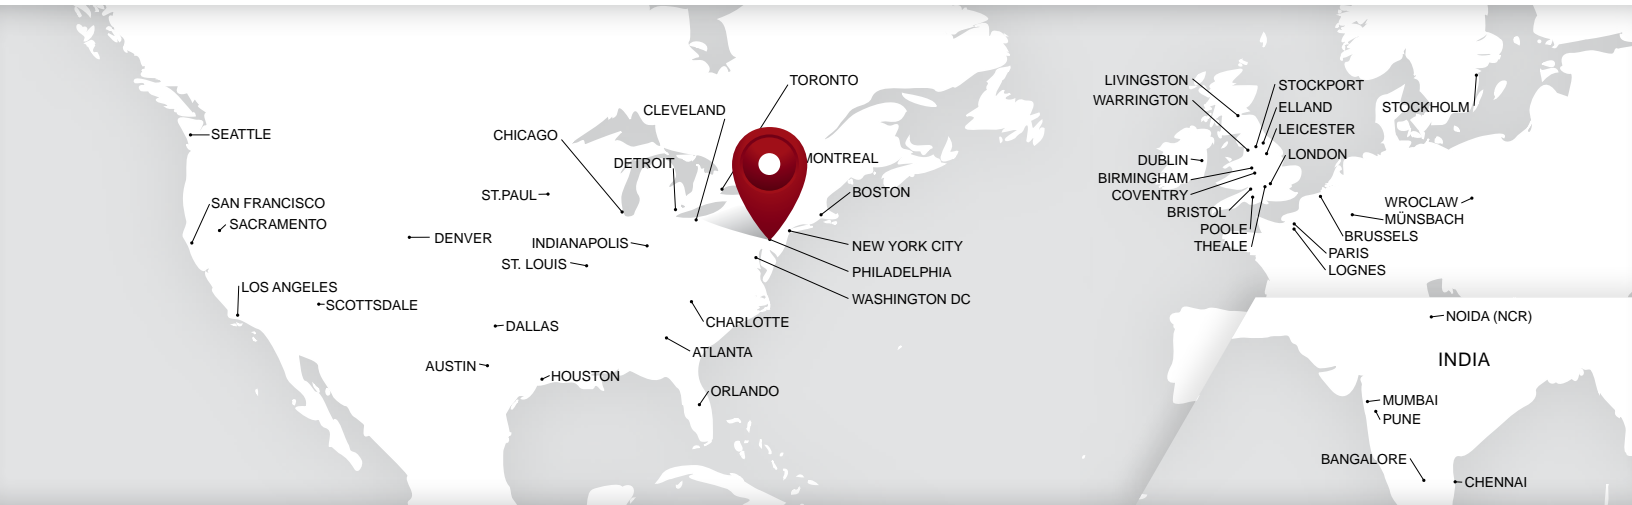 TORONTO
CLEVELAND
CHICAGO
SEATTLE
DETROIT
MONTREAL
ST.PAUL
BOSTON
SAN FRANCISCO
SACRAMENTO
DENVER
INDIANAPOLIS
NEW YORK CITY
ST. LOUIS
PHILADELPHIA
LOS ANGELES
SCOTTSDALE
WASHINGTON DC
DALLAS
CHARLOTTE
ATLANTA
AUSTIN
HOUSTON
ORLANDO
LIVINGSTON
STOCKPORT
WARRINGTON
ELLAND
STOCKHOLM
LEICESTER
DUBLIN
LONDON
BIRMINGHAM
COVENTRY
WROCLAW
BRISTOL
MÜNSBACH
POOLE
BRUSSELS
THEALE
PARIS
LOGNES
NOIDA (NCR)
INDIA
MUMBAI
PUNE
BANGALORE
CHENNAI